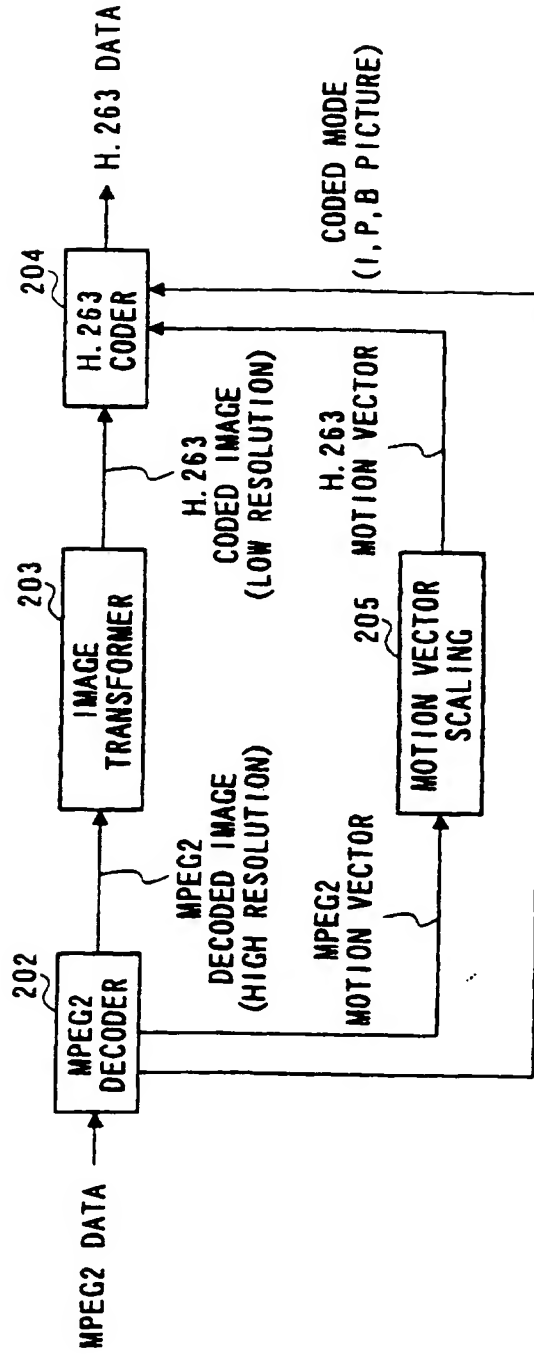 MPEG2 DATA
202
MPEG2
DECODER
MPEG2
DECODED IMAGE
(HIGH RESOLUTION)
203
IMAGE
TRANSFORMER
H.263
CODED IMAGE
(LOW RESOLUTION)
204
H.263
CODER
H.263 DATA
MPEG2
MOTION VECTOR
205
MOTION VECTOR
SCALING
H.263
MOTION VECTOR
CODED MODE
(I, P, B PICTURE)